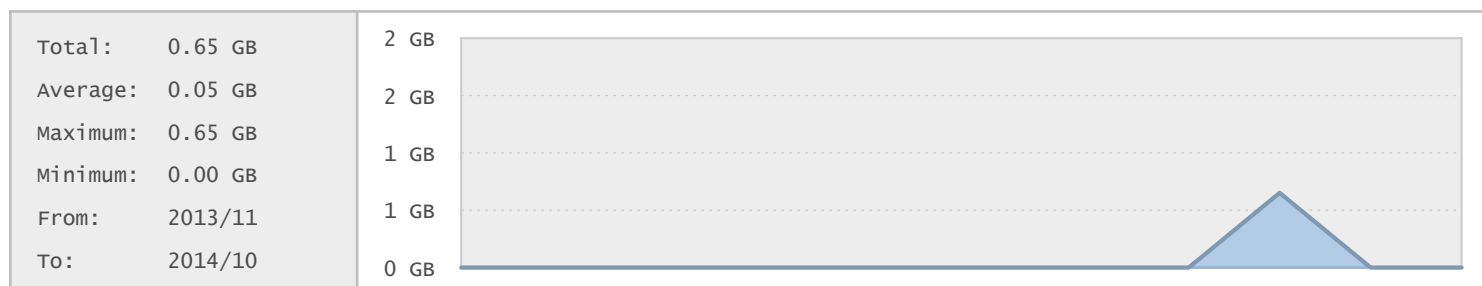 Total: 0.65 GB
Average: 0.05 GB
Maximum: 0.65 GB
Minimum: 0.00 GB
From: 2013/11
To: 2014/10
2 GB
2 GB
1 GB
1 GB
0 GB